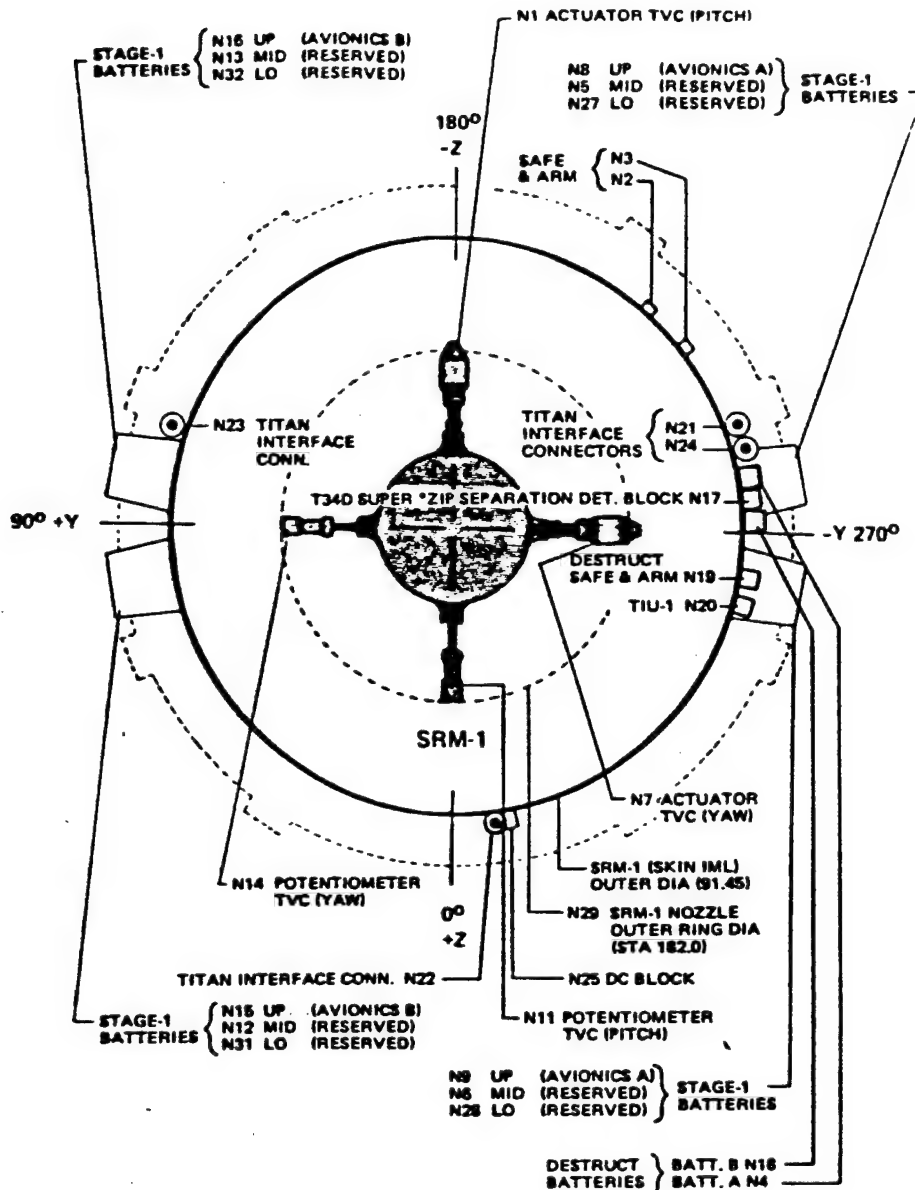 N1 ACTUATOR TVC (PITCH)
STAGE-1 BATTERIES
N16 UP (AVIONICS B)
N13 MID (RESERVED)
N32 LO (RESERVED)
N8 UP (AVIONICS A)
N5 MID (RESERVED)
N27 LO (RESERVED)
STAGE-1 BATTERIES
180° -Z
SAFE & ARM
N3
N2
N23 TITAN INTERFACE CONN.
TITAN INTERFACE CONNECTORS
N21
N24
T34D SUPER *ZIP SEPARATION DET. BLOCK N17
90° +Y
-Y 270°
DESTRUCT SAFE & ARM N19
TIU-1 N20
SRM-1
N7 ACTUATOR TVC (YAW)
N14 POTENTIOMETER TVC (YAW)
SRM-1 (SKIN IML) OUTER DIA (91.45)
0° +Z
N29 SRM-1 NOZZLE OUTER RING DIA (STA 182.0)
TITAN INTERFACE CONN. N22
N25 DC BLOCK
STAGE-1 BATTERIES
N15 UP (AVIONICS B)
N12 MID (RESERVED)
N31 LO (RESERVED)
N11 POTENTIOMETER TVC (PITCH)
N9 UP (AVIONICS A)
N6 MID (RESERVED)
N28 LO (RESERVED)
STAGE-1 BATTERIES
DESTRUCT BATTERIES
BATT. B N18
BATT. A N4